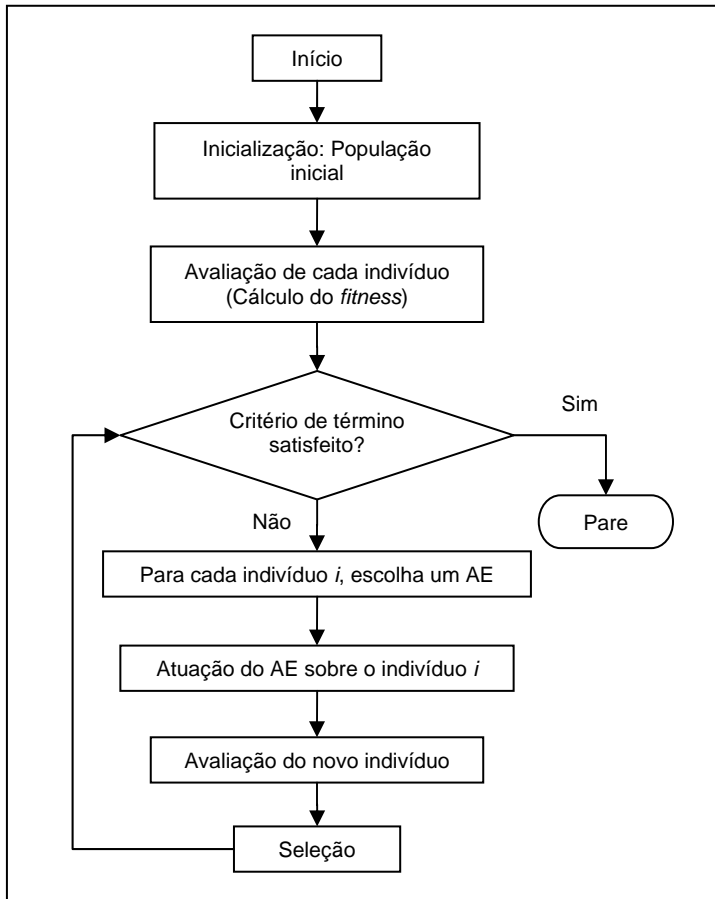 Início
Inicialização: População
inicial
Avaliação de cada indivíduo
(Cálculo do fitness)
Critério de término
satisfeito?
Sim
Pare
Não
Para cada indivíduo i, escolha um AE
Atuação do AE sobre o indivíduo i
Avaliação do novo indivíduo
Seleção